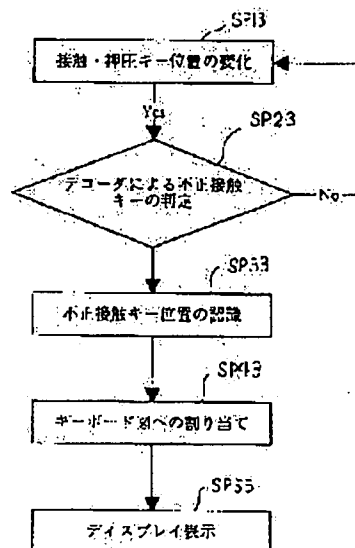 SP13
接触・押圧キー位置の変化
Yes
SP23
デコーダによる不正接触
キーの判定
No
SP33
不正接触キー位置の認識
SP43
キーボード図への割り当て
SP53
ディスプレイ表示